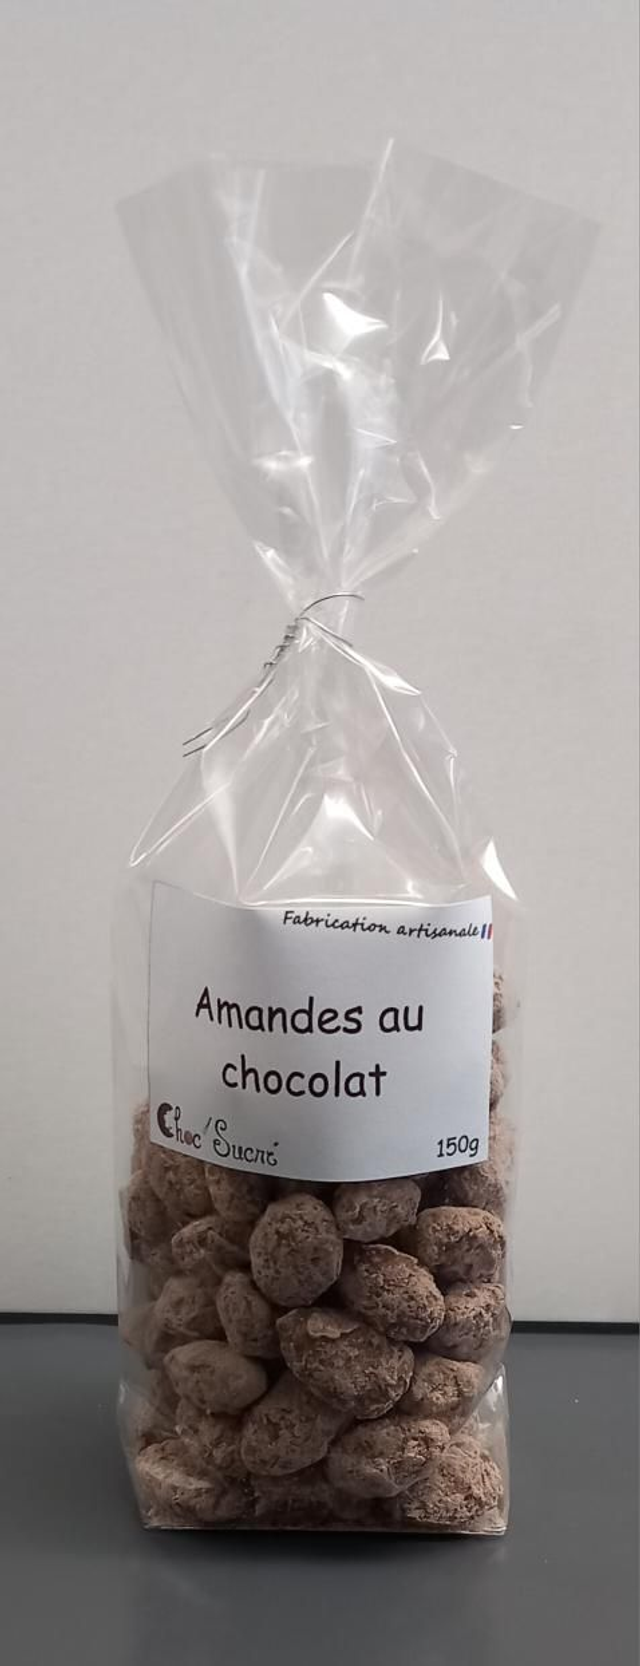 Fabrication artisanale
Amandes au
chocolat
Choc'Sucré
150g